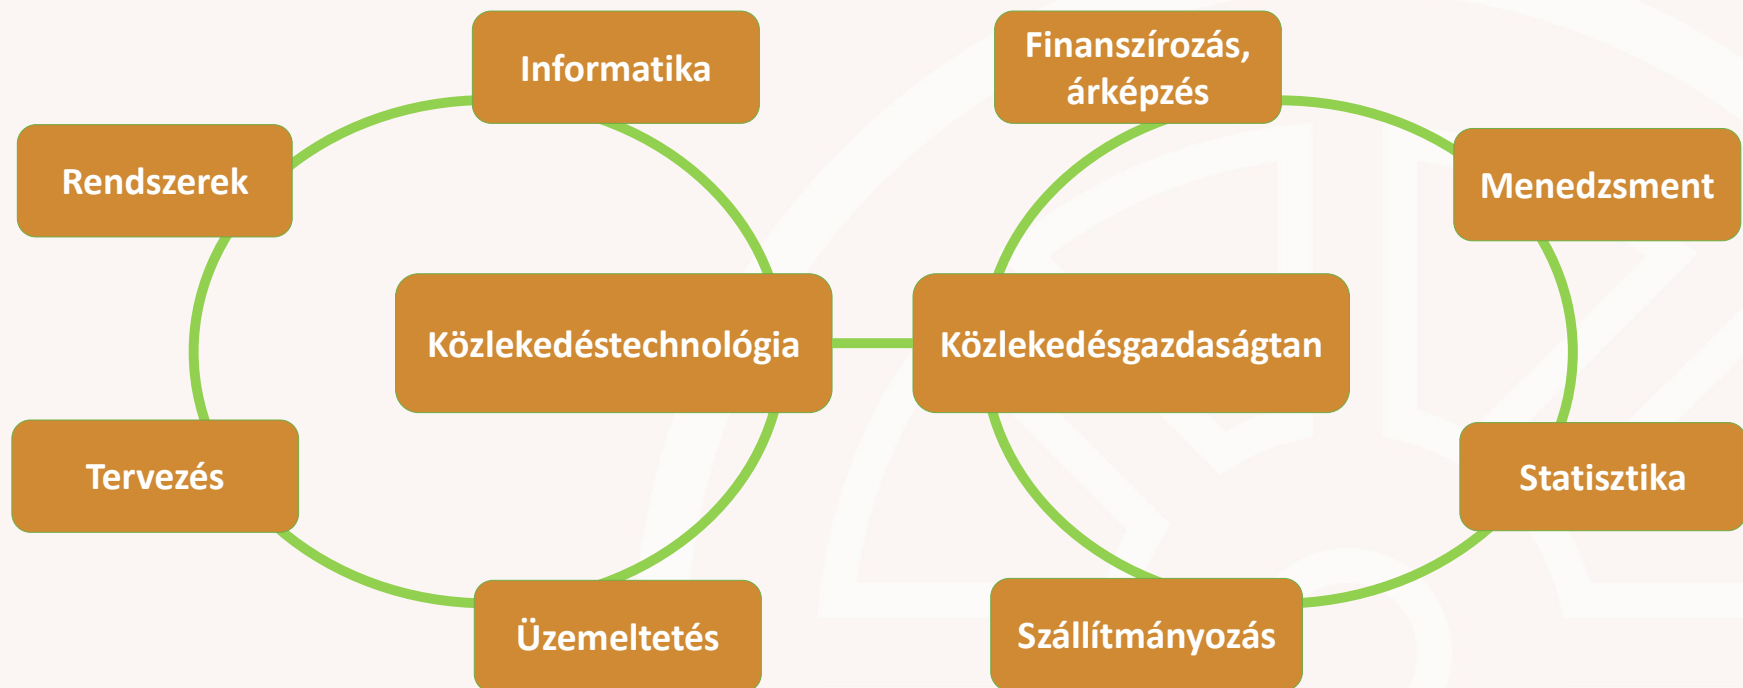 Informatika
Finanszírozás,
árképzés
Rendszerek
Menedzsment
Közlekedéstechnológia
Közlekedésgazdaságtan
Tervezés
Statisztika
Üzemeltetés
Szállítmányozás